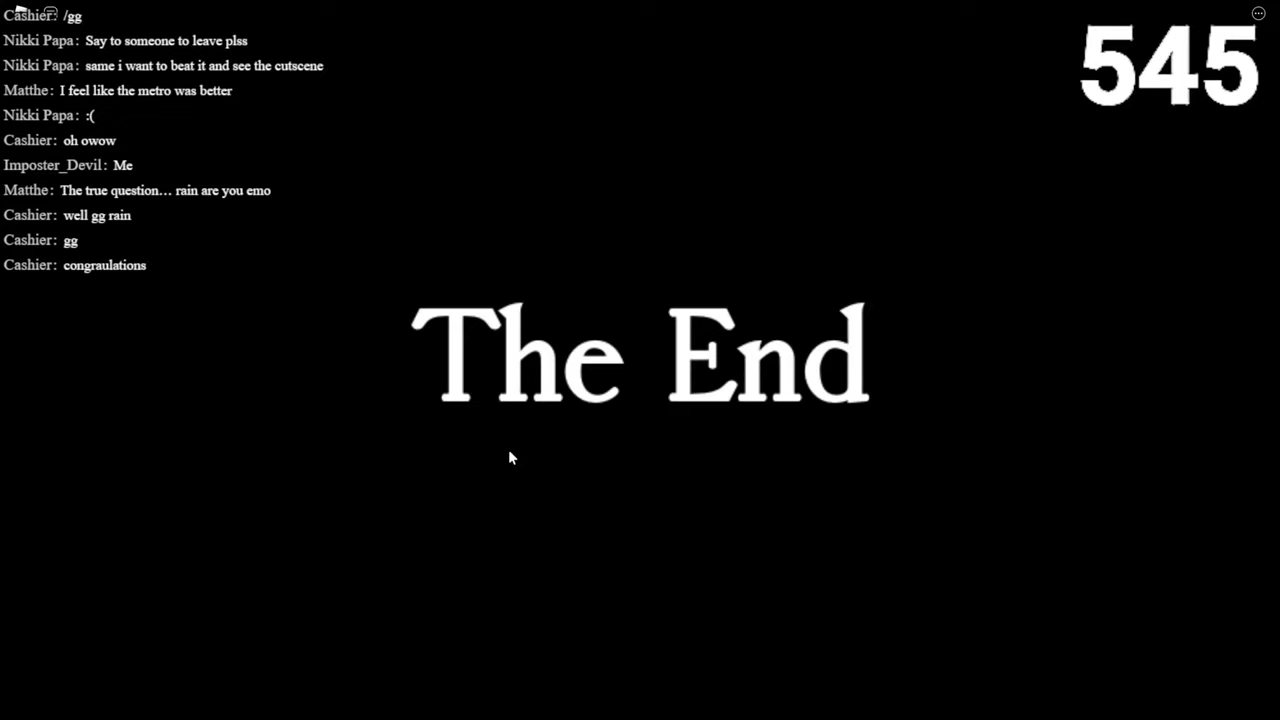 Cashier: /gg
545
Nikki Papa: Say to someone to leave plss
Nikki Papa: same i want to beat it and see the cutscene
Matthe: I feel like the metro was better
Nikki Papa: :(
Cashier: oh owow
Imposter_Devil: Me
Matthe: The true question... rain are you emo
Cashier: well gg rain
Cashier: gg
Cashier: congraulations
The End